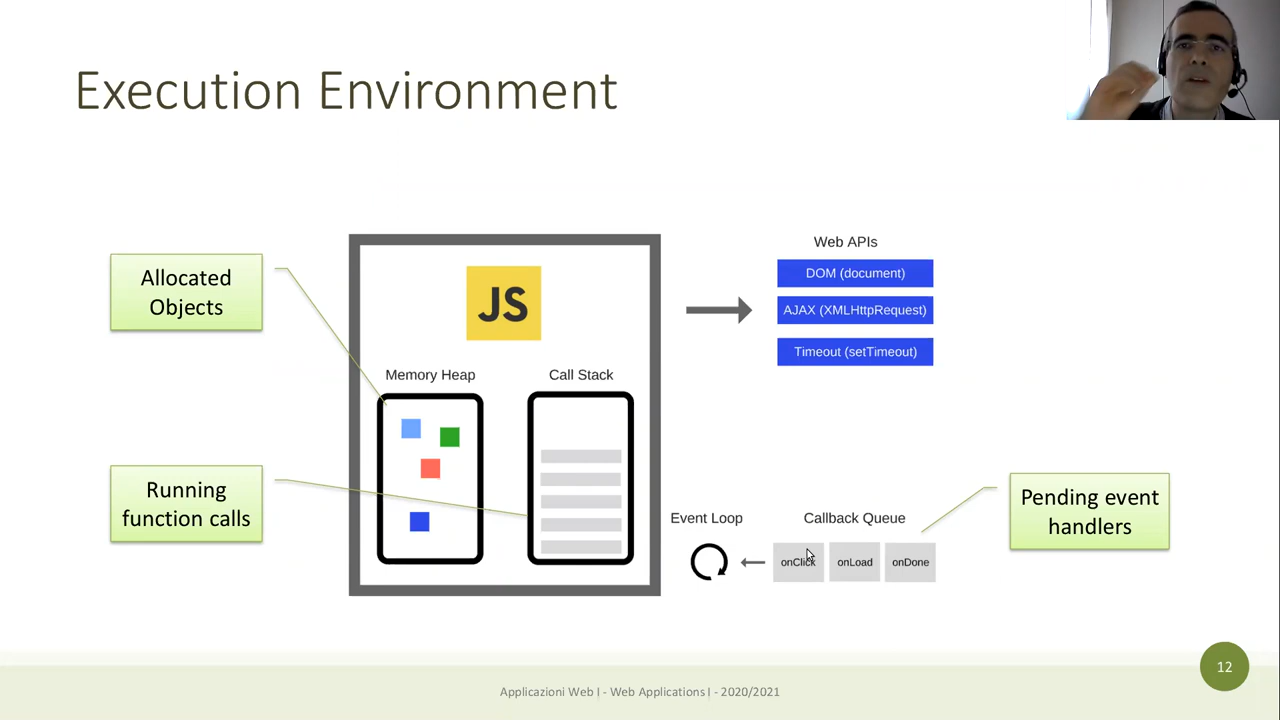 Execution Environment
Allocated
Objects
JS
Memory Heap
Call Stack
Running
function calls
Web APIs
DOM (document)
AJAX (XMLHttpRequest)
Timeout (setTimeout)
Event Loop
Callback Queue
onClick
onLoad
onDone
Pending event
handlers
Applicazioni Web I - Web Applications I - 2020/2021
12